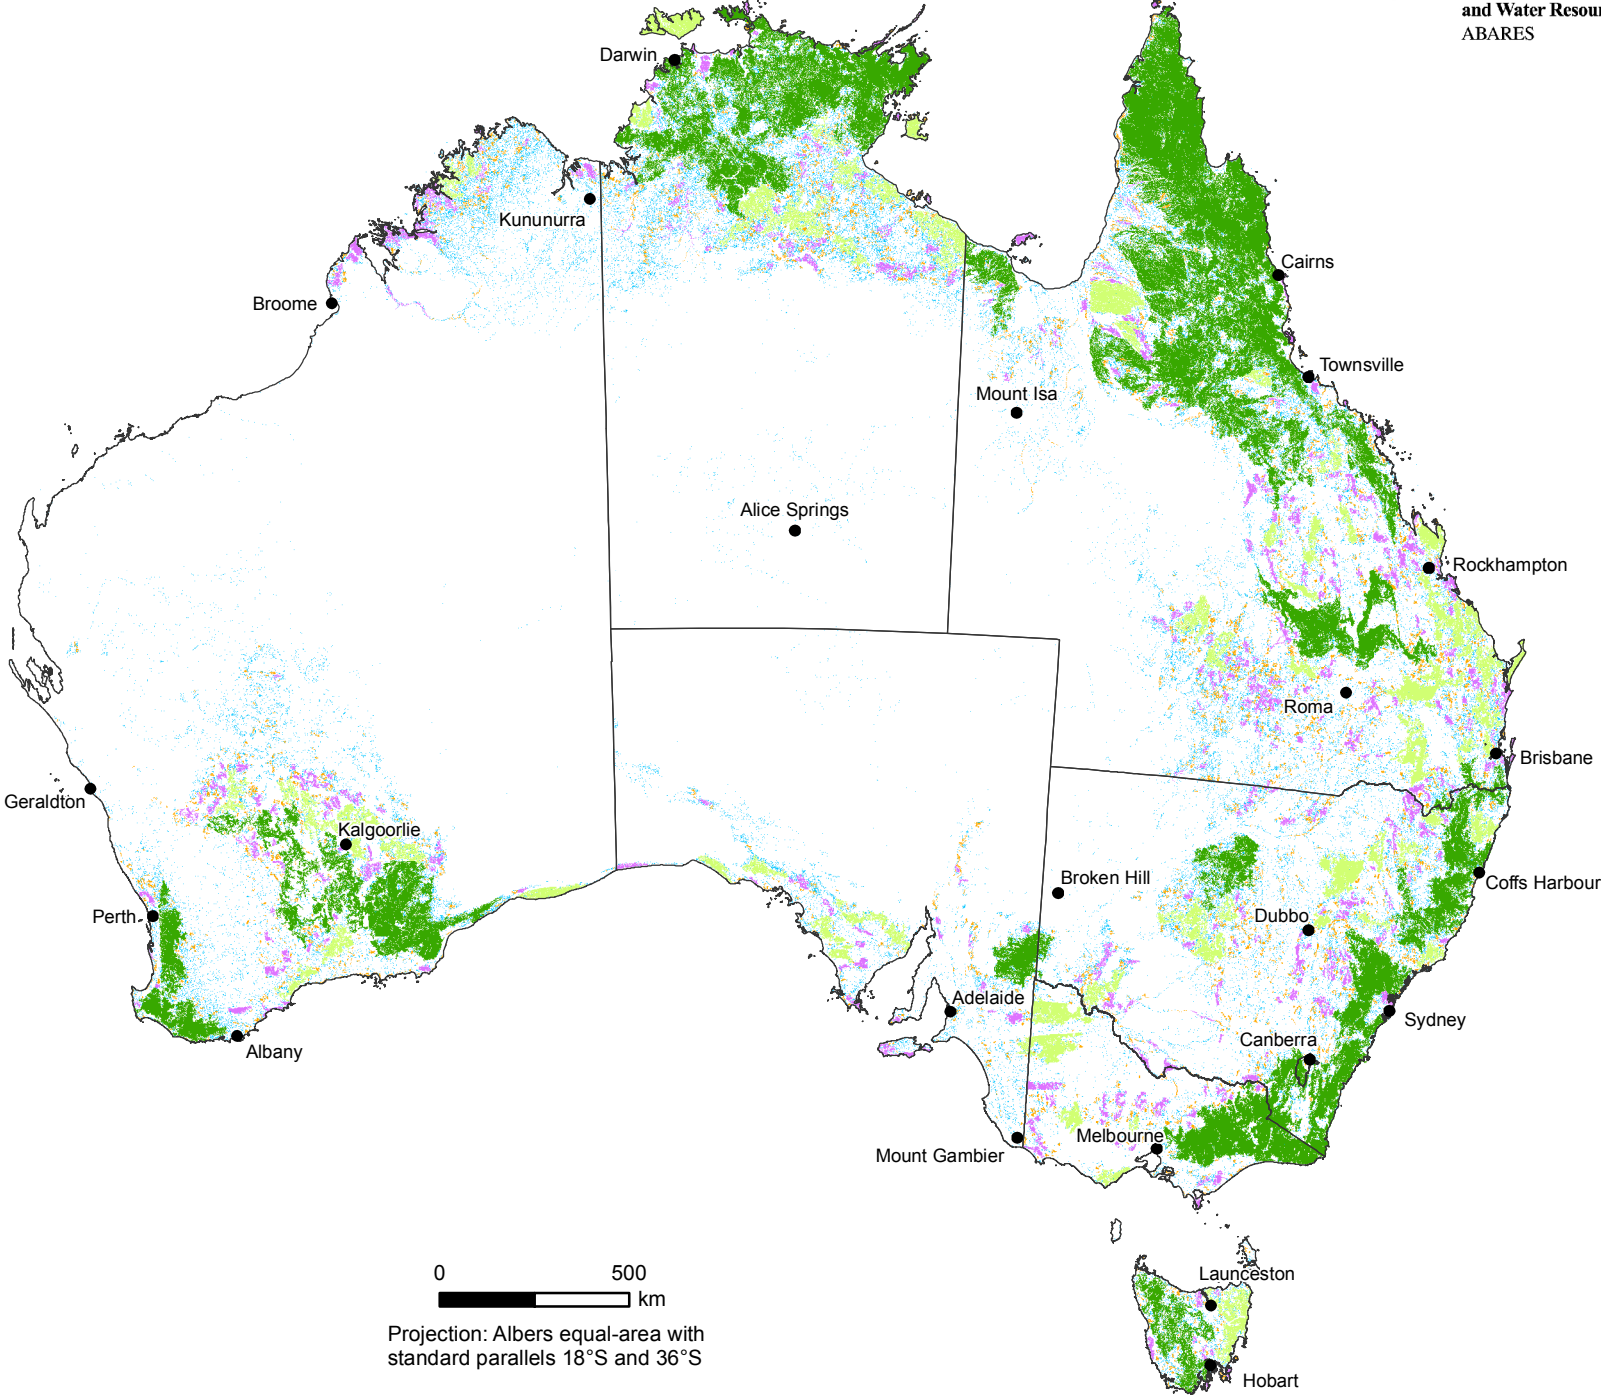 and Water Resour
ABARES
Darwin
Kununurra
Cairns
Broome
Townsville
Mount Isa
Alice Springs
Rockhampton
Roma
Brisbane
Geraldton
Kalgoorlie
Broken Hill
Coffs Harbour
Perth
Dubbo
Adelaide
Sydney
Canberra
Albany
Melbourne
Mount Gambier
0 500
km
Launceston
Projection: Albers equal-area with
standard parallels 18°S and 36°S
Hobart